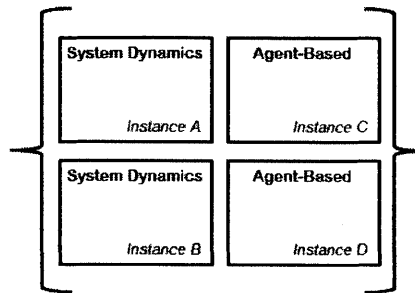 System Dynamics
Instance A
Agent-Based
Instance C
System Dynamics
Instance B
Agent-Based
Instance D